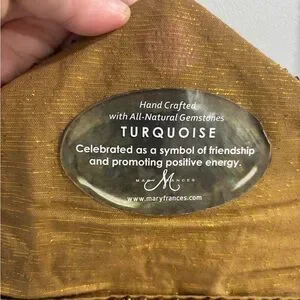 Hand Crafted
with All-Natural Gemstones
TURQUOISE
Celebrated as a symbol of friendship
and promoting positive energy.
MARY FRANCES
www.maryfrances.com